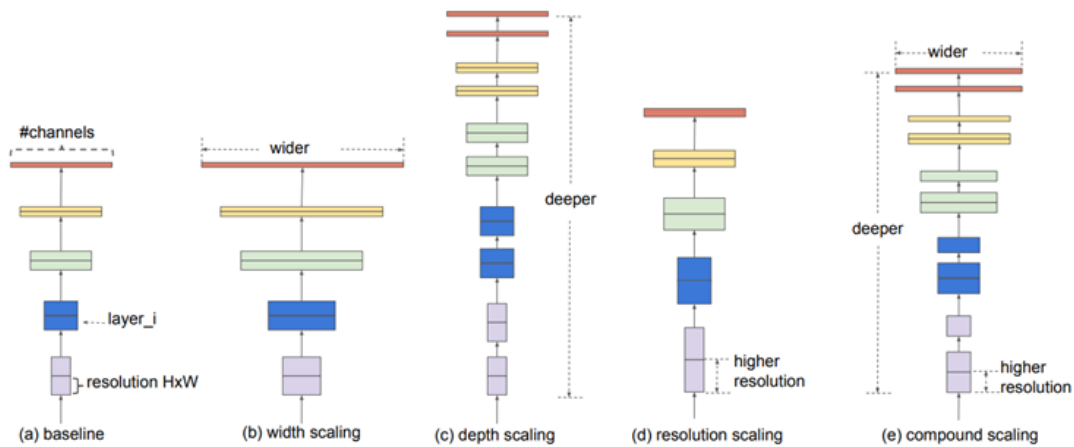 #channels
layer_i
resolution HxW
(a) baseline
wider
(b) width scaling
deeper
(c) depth scaling
higher
resolution
(d) resolution scaling
wider
deeper
higher
resolution
(e) compound scaling